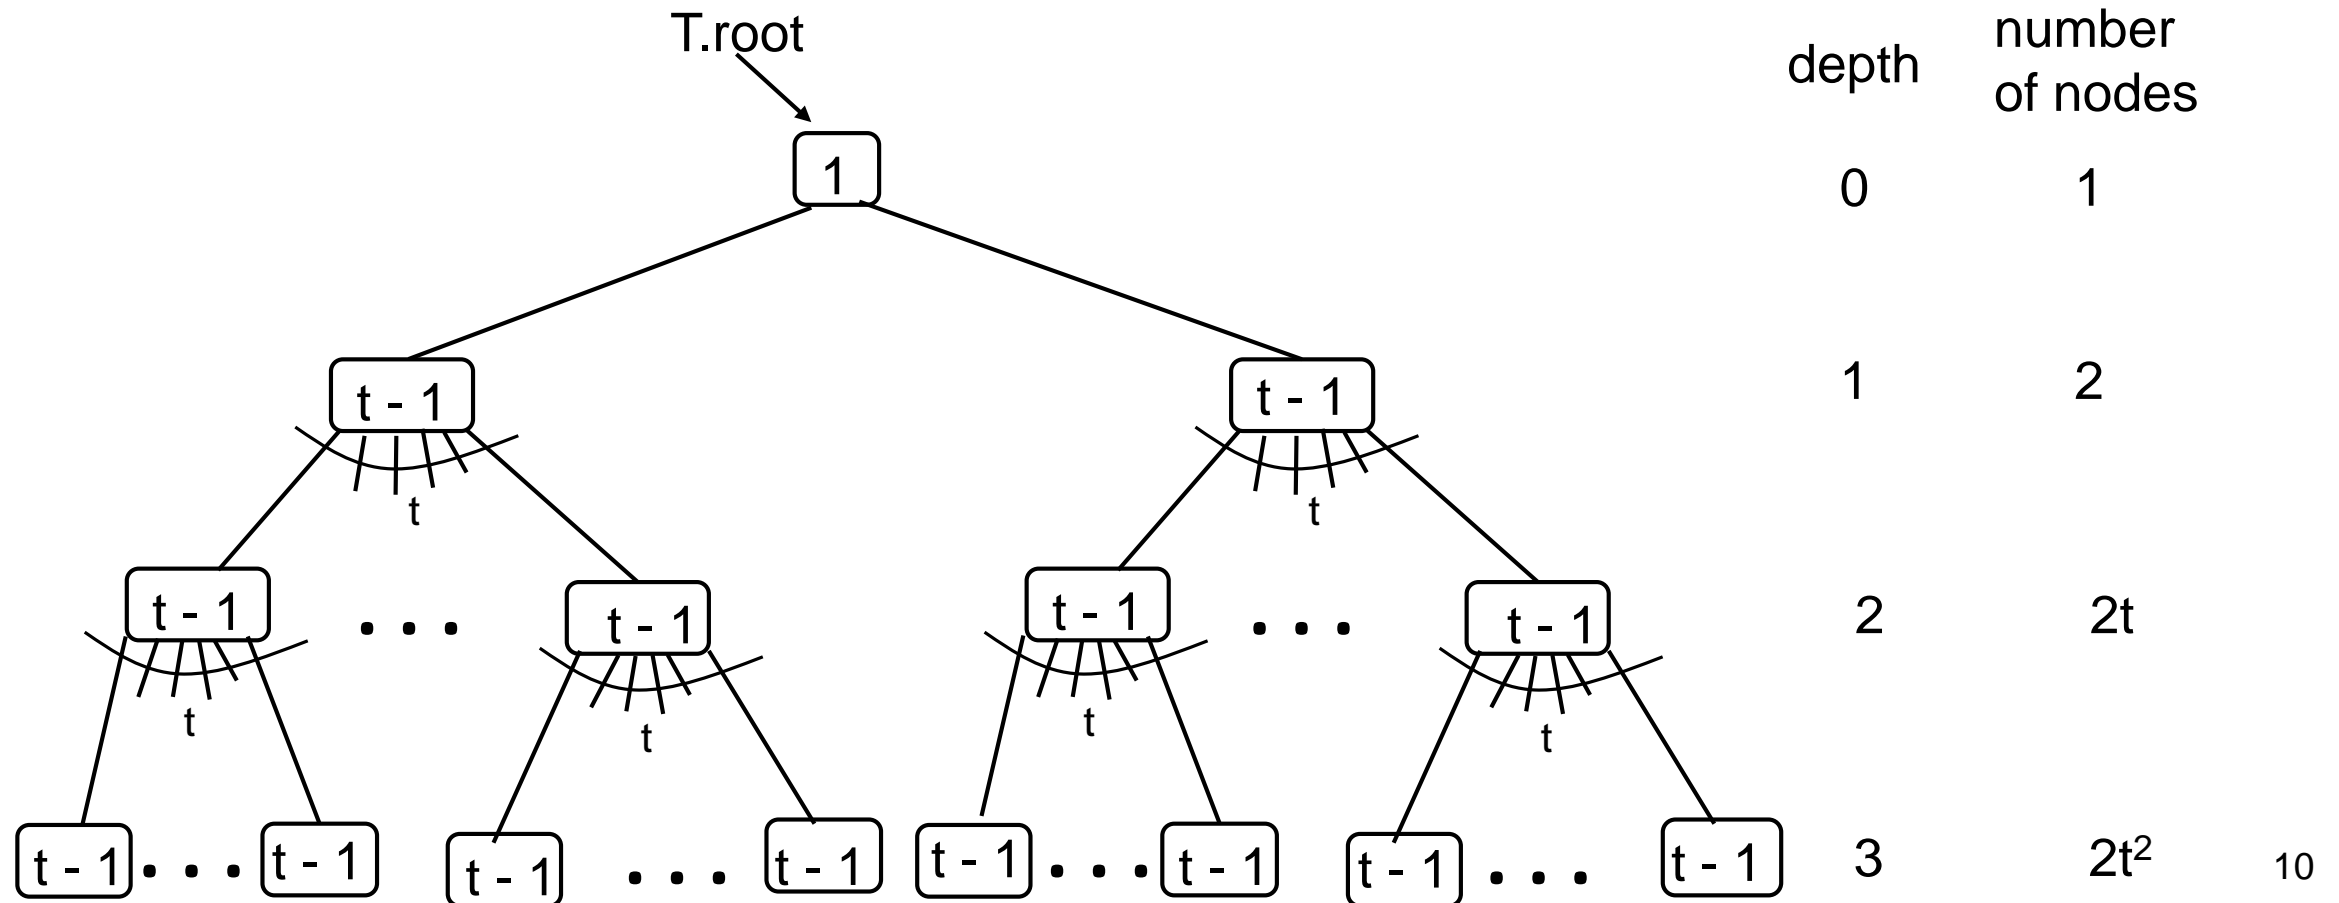 T.root
depth
number
of nodes
1
0
1
t - 1
t - 1
1
2
t
t
t - 1
. . .
t - 1
t - 1
. . .
t - 1
2
2t
t
t
t
t
t - 1
. . .
t - 1
t - 1
. . .
t - 1
t - 1
. . .
t - 1
t - 1
. . .
t - 1
3
2t²
10